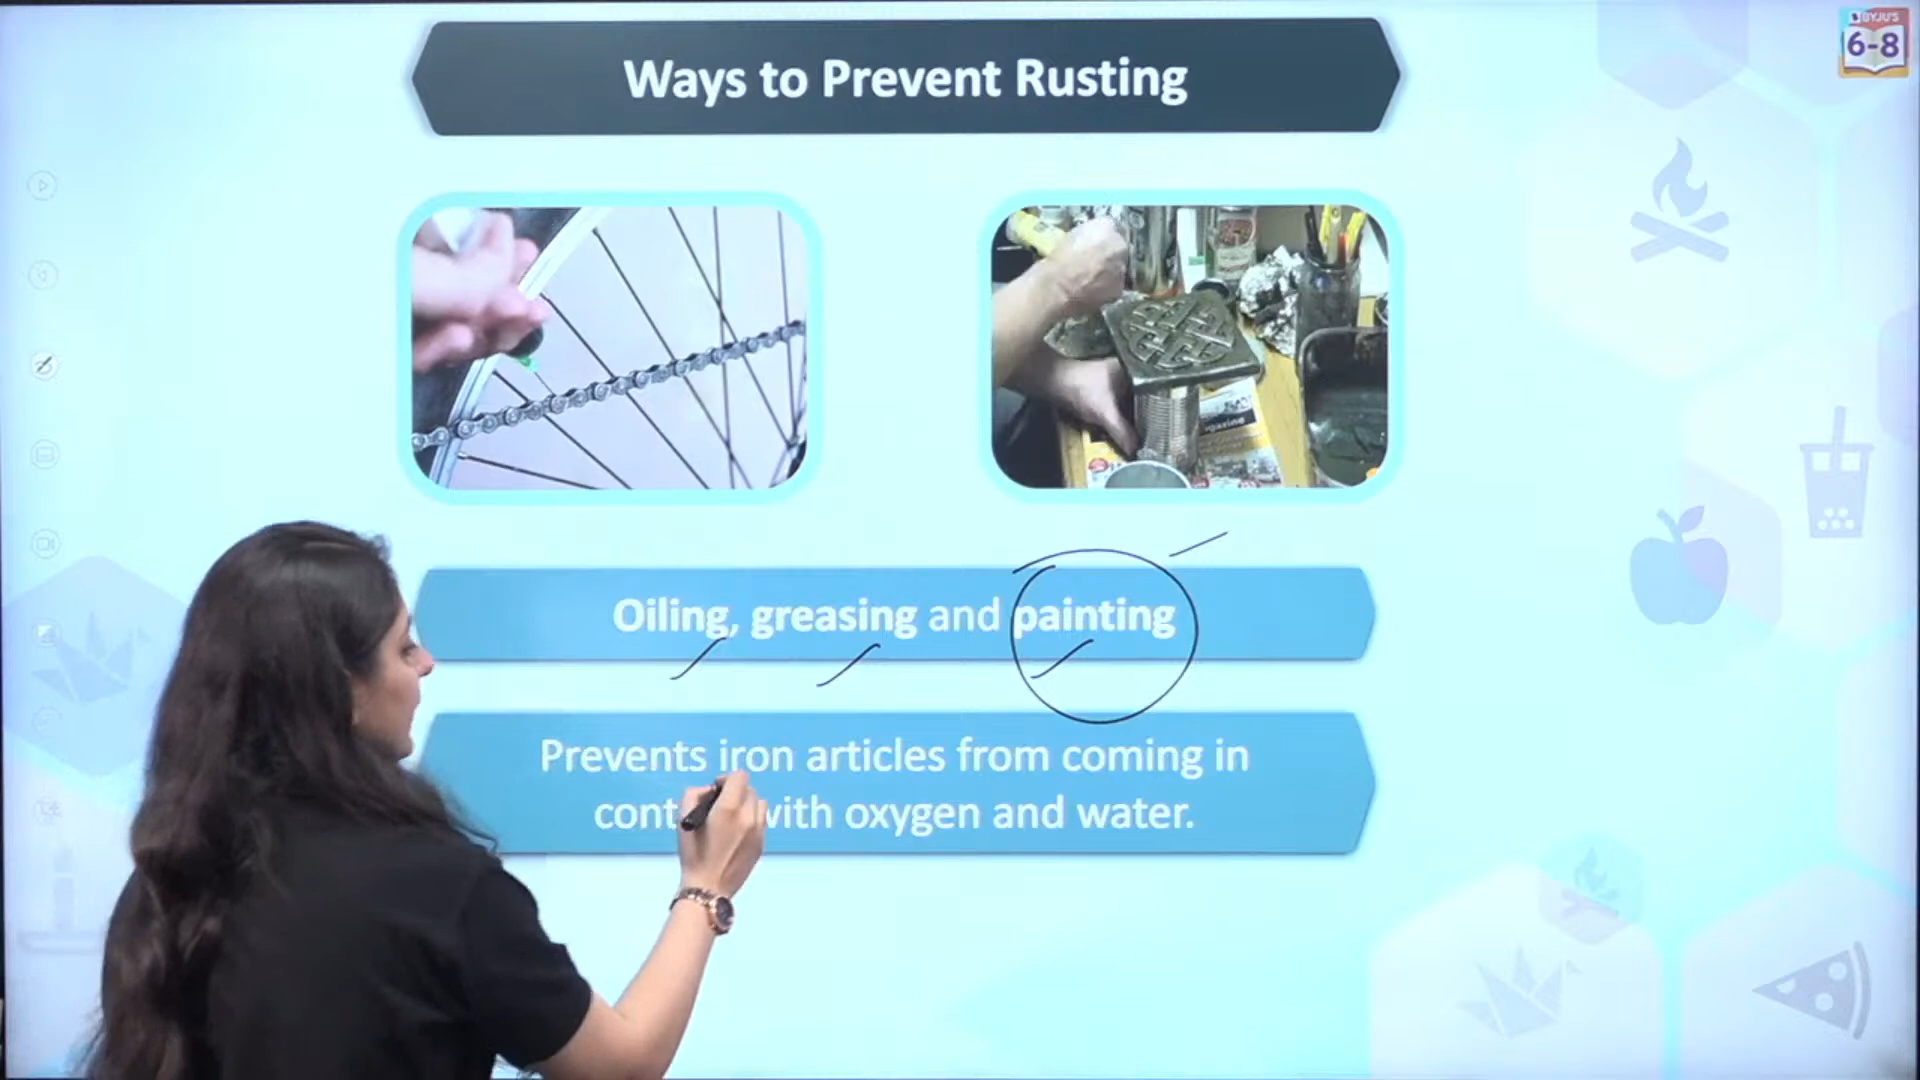 BYJU'S
6-8
Ways to Prevent Rusting
Oiling, greasing and painting
Prevents iron articles from coming in
with oxygen and water.